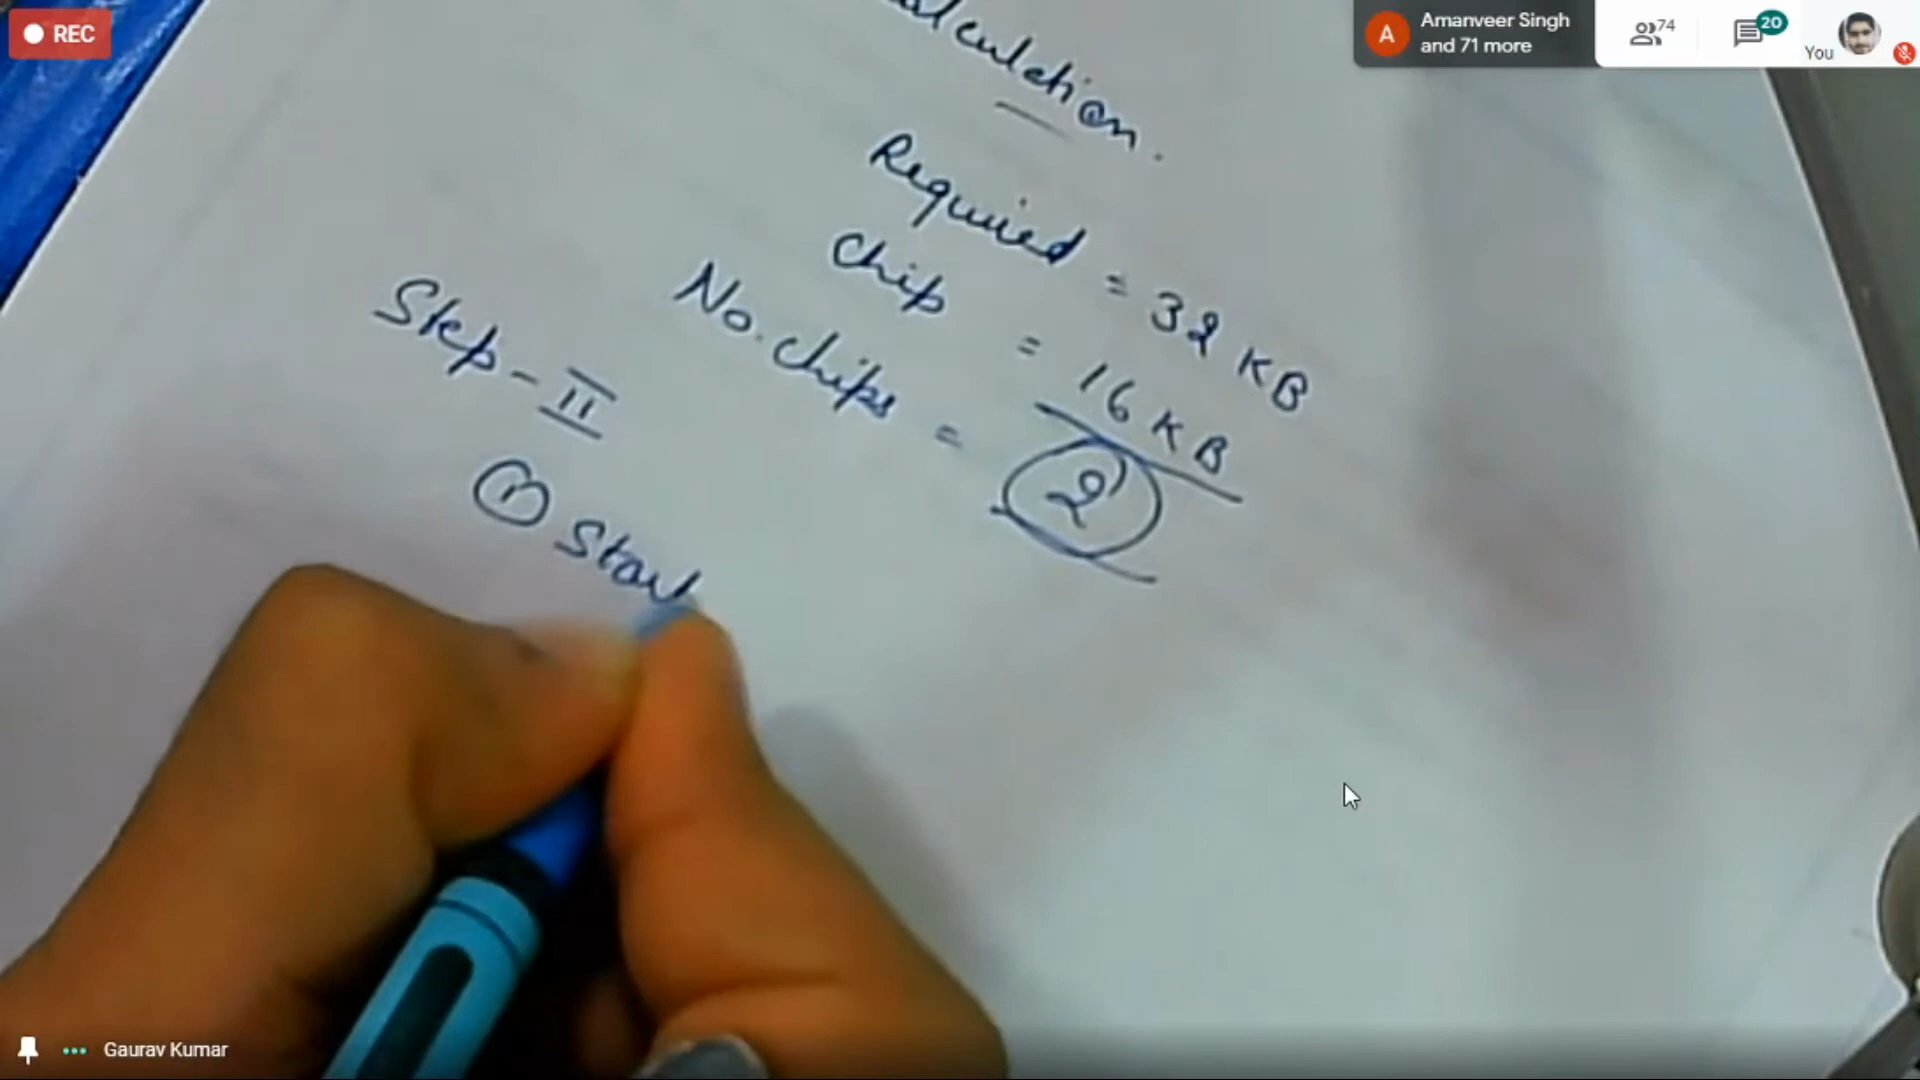 REC
Amanveer Singh
and 71 more
74
20
You
A
alculation.
Required = 32 KB
Chip = 16 KB
No. chips = 2
Step - II
① Start
Gaurav Kumar